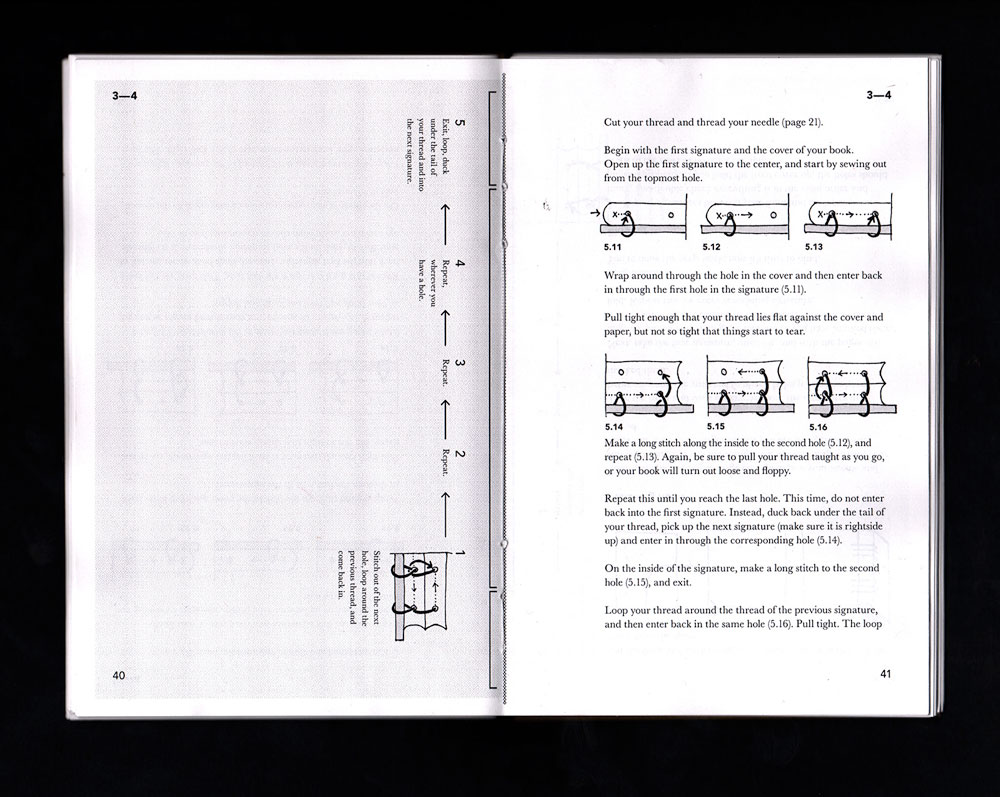 3—4
5
Exit, loop, duck
under the tail of
your thread and into
the next signature.
4
Repeat,
wherever you
have a hole.
3
Repeat.
2
Repeat.
1
Stitch out of the next
hole, loop around the
previous thread, and
come back in.
40
3—4
Cut your thread and thread your needle (page 21).
Begin with the first signature and the cover of your book.
Open up the first signature to the center, and start by sewing out
from the topmost hole.
x
x
x
5.11
5.12
5.13
Wrap around through the hole in the cover and then enter back
in through the first hole in the signature (5.11).
Pull tight enough that your thread lies flat against the cover and
paper, but not so tight that things start to tear.
5.14
5.15
5.16
Make a long stitch along the inside to the second hole (5.12), and
repeat (5.13). Again, be sure to pull your thread taught as you go,
or your book will turn out loose and floppy.
Repeat this until you reach the last hole. This time, do not enter
back into the first signature. Instead, duck back under the tail of
your thread, pick up the next signature (make sure it is rightside
up) and enter in through the corresponding hole (5.14).
On the inside of the signature, make a long stitch to the second
hole (5.15), and exit.
Loop your thread around the thread of the previous signature,
and then enter back in the same hole (5.16). Pull tight. The loop
41